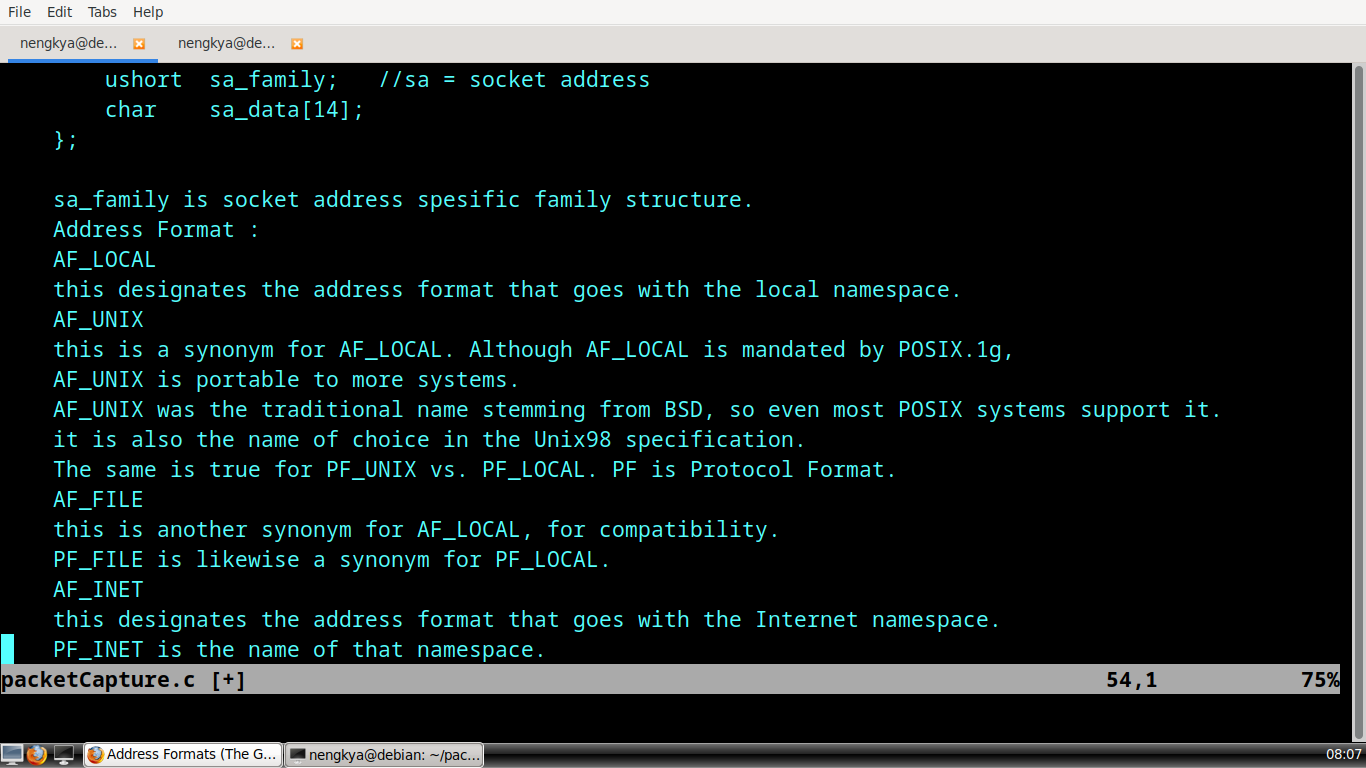 File Edit Tabs Help
nengkya@de... nengkya@de...
ushort sa_family; //sa = socket address
char sa_data[14];
};
sa_family is socket address spesific family structure.
Address Format :
AF_LOCAL
this designates the address format that goes with the local namespace.
AF_UNIX
this is a synonym for AF_LOCAL. Although AF_LOCAL is mandated by POSIX.1g,
AF_UNIX is portable to more systems.
AF_UNIX was the traditional name stemming from BSD, so even most POSIX systems support it.
it is also the name of choice in the Unix98 specification.
The same is true for PF_UNIX vs. PF_LOCAL. PF is Protocol Format.
AF_FILE
this is another synonym for AF_LOCAL, for compatibility.
PF_FILE is likewise a synonym for PF_LOCAL.
AF_INET
this designates the address format that goes with the Internet namespace.
PF_INET is the name of that namespace.
packetCapture.c [+] 54,1 75%
Address Formats (The G... nengkya@debian: ~/pac... 08:07